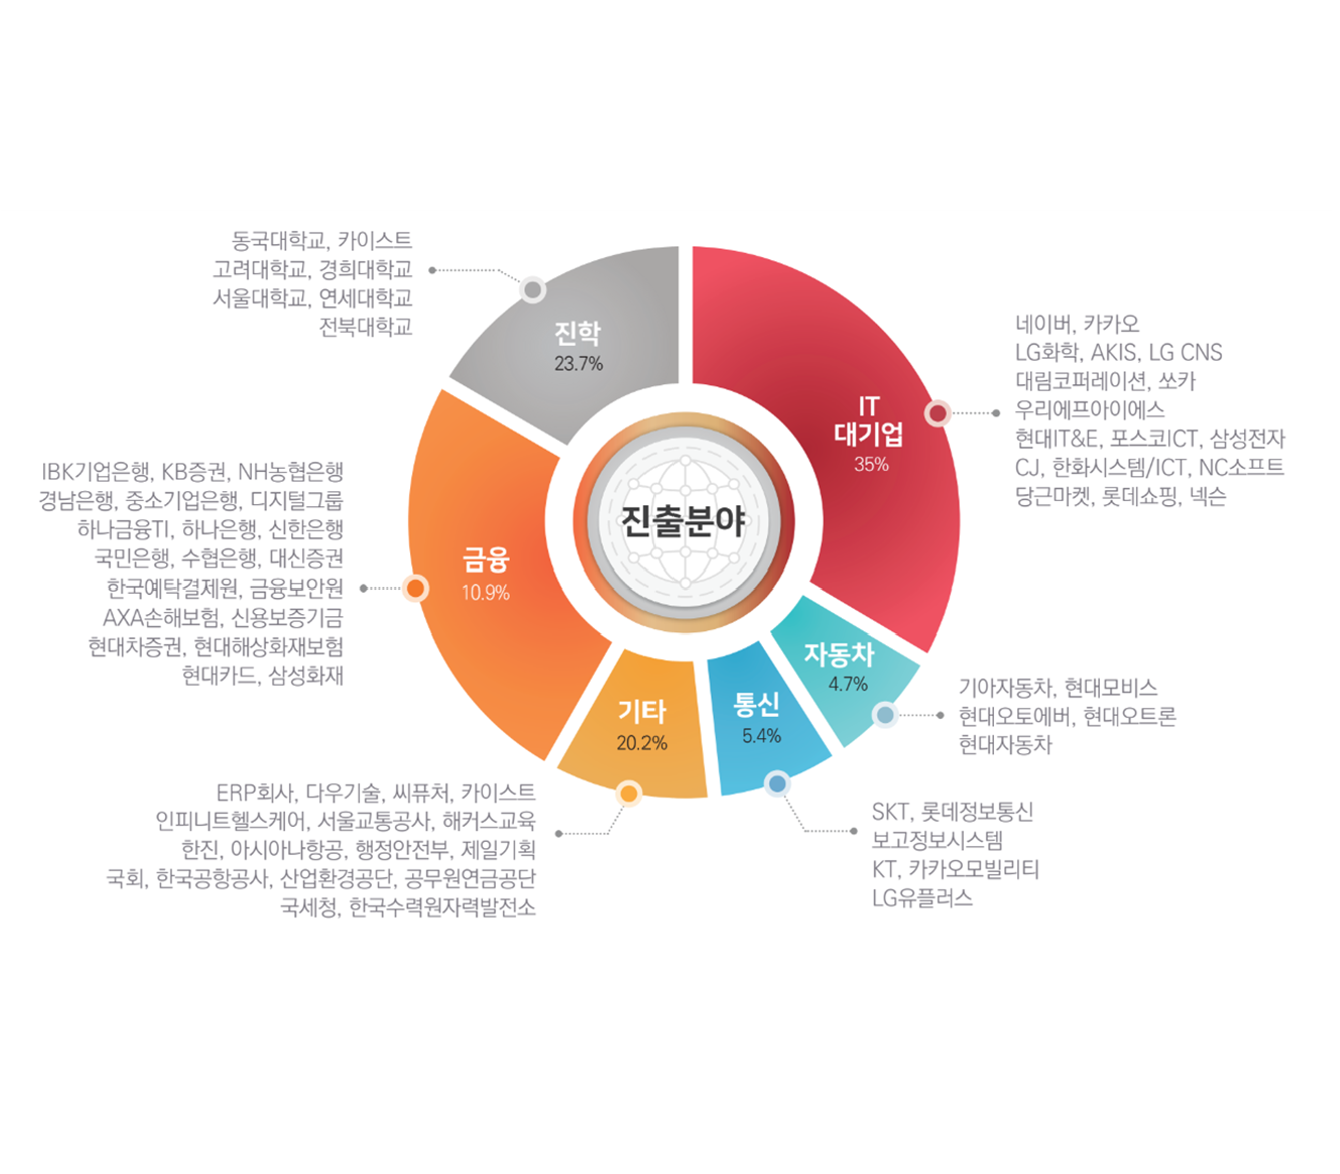 진출분야
IT
대기업
35%
네이버, 카카오
LG화학, AKIS, LG CNS
대림코퍼레이션, 쏘카
우리에프아이에스
현대IT&E, 포스코ICT, 삼성전자
CJ, 한화시스템/ICT, NC소프트
당근마켓, 롯데쇼핑, 넥슨
자동차
4.7%
기아자동차, 현대모비스
현대오토에버, 현대오트론
현대자동차
통신
5.4%
SKT, 롯데정보통신
보고정보시스템
KT, 카카오모빌리티
LG유플러스
기타
20.2%
ERP회사, 다우기술, 씨퓨처, 카이스트
인피니트헬스케어, 서울교통공사, 해커스교육
한진, 아시아나항공, 행정안전부, 제일기획
국회, 한국공항공사, 산업환경공단, 공무원연금공단
국세청, 한국수력원자력발전소
금융
10.9%
IBK기업은행, KB증권, NH농협은행
경남은행, 중소기업은행, 디지털그룹
하나금융TI, 하나은행, 신한은행
국민은행, 수협은행, 대신증권
한국예탁결제원, 금융보안원
AXA손해보험, 신용보증기금
현대차증권, 현대해상화재보험
현대카드, 삼성화재
진학
23.7%
동국대학교, 카이스트
고려대학교, 경희대학교
서울대학교, 연세대학교
전북대학교